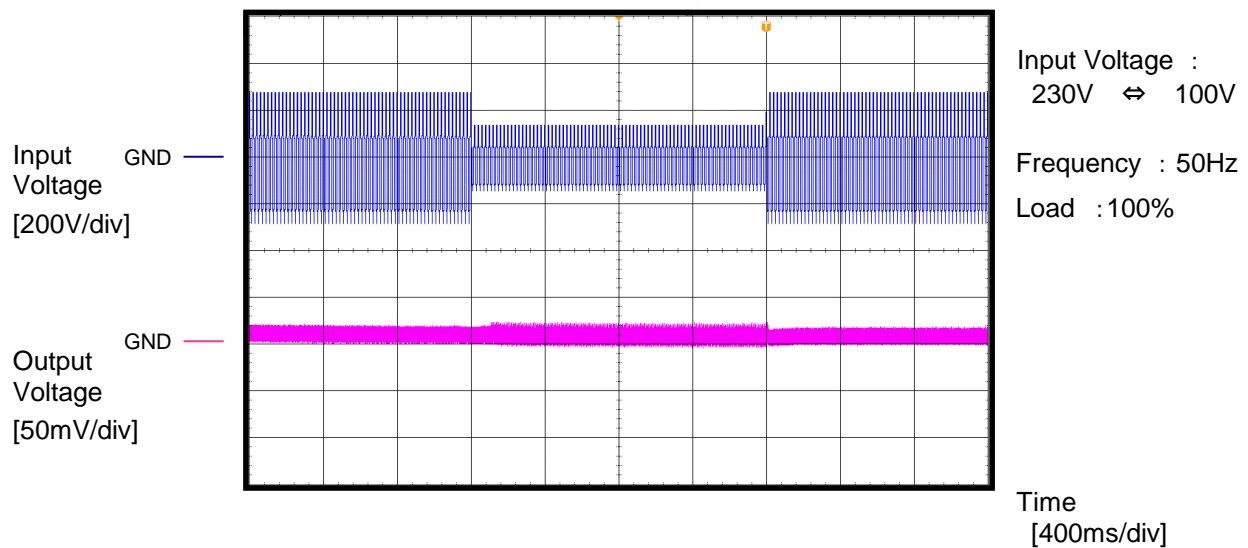 T
Input Voltage :
230V ⇔ 100V
Frequency : 50Hz
Load :100%
Input
Voltage
[200V/div]
GND
Output
Voltage
[50mV/div]
GND
Time
[400ms/div]